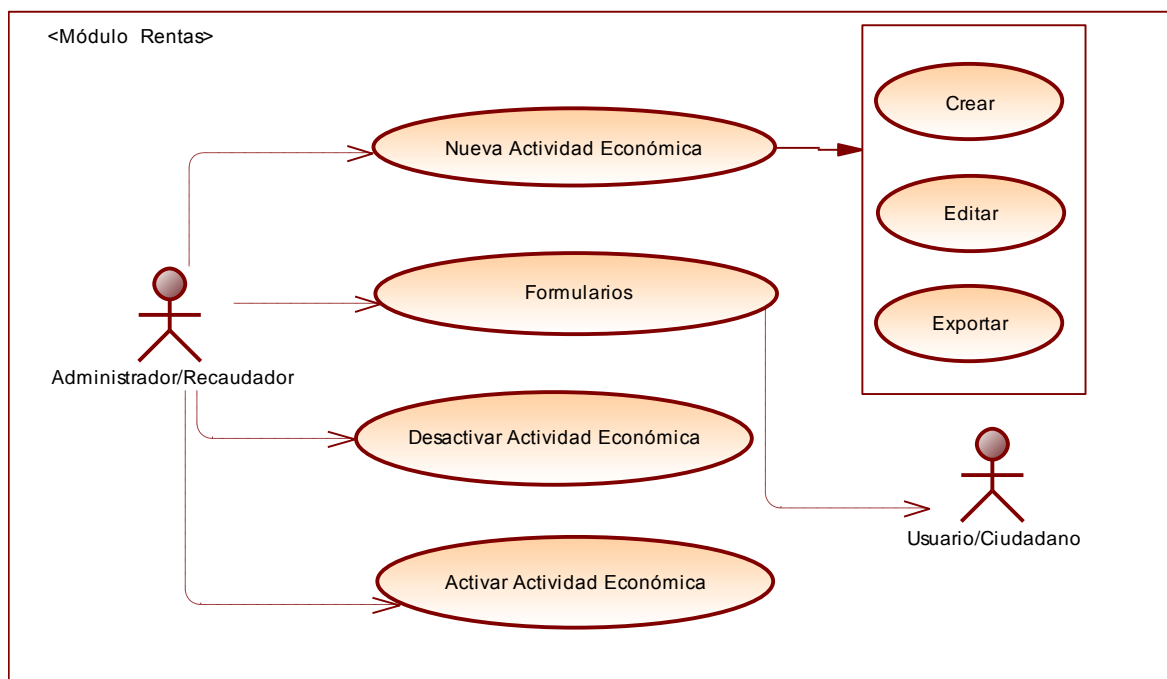 <Módulo Rentas>
Crear
Nueva Actividad Económica
Editar
Formularios
Exportar
Administrador/Recaudador
Desactivar Actividad Económica
Usuario/Ciudadano
Activar Actividad Económica